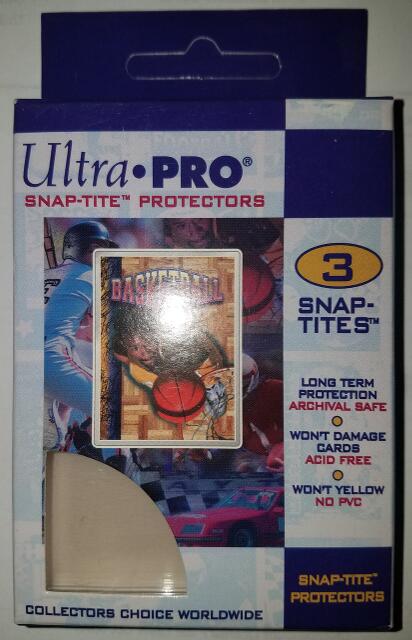 Ultra•PRO®
SNAP-TITE™ PROTECTORS
BASKETBALL
3
SNAP-
TITES™
LONG TERM
PROTECTION
ARCHIVAL SAFE
WON'T DAMAGE
CARDS
ACID FREE
WON'T YELLOW
NO PVC
SNAP-TITE™
PROTECTORS
COLLECTORS CHOICE WORLDWIDE